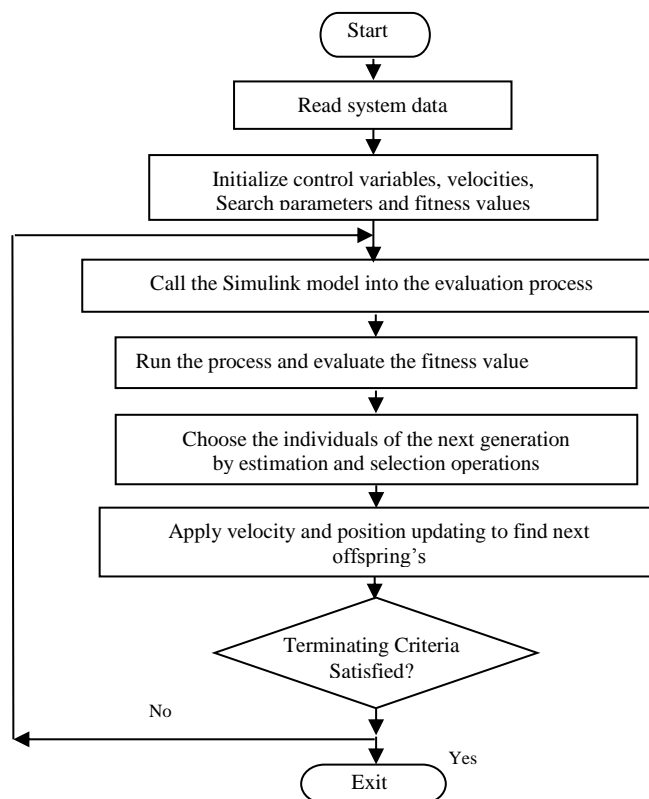 Start
Read system data
Initialize control variables, velocities,
Search parameters and fitness values
Call the Simulink model into the evaluation process
Run the process and evaluate the fitness value
Choose the individuals of the next generation
by estimation and selection operations
Apply velocity and position updating to find next
offspring’s
Terminating Criteria
Satisfied?
No
Yes
Exit